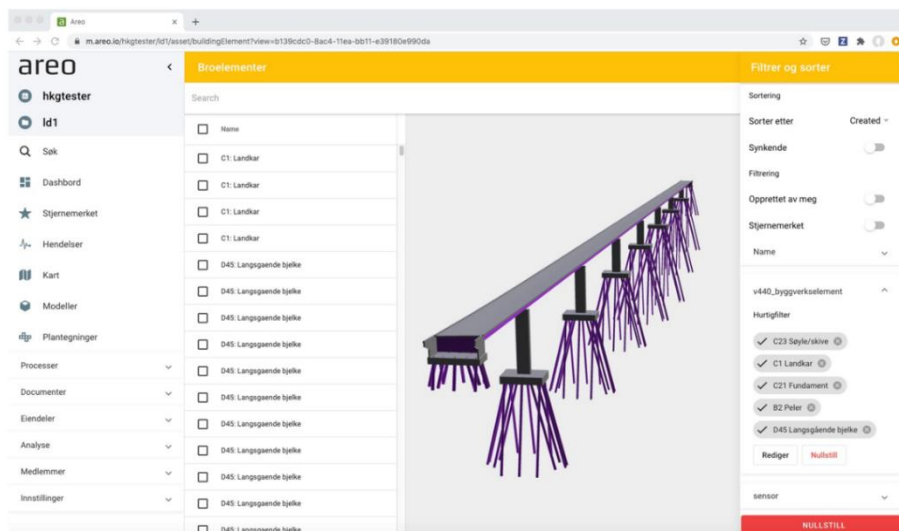 Areo
m.areo.io/hkgtester/ld1/asset/buildingElement?view=b139cdc0-8ac4-11ea-bb11-e39180e990da
areo
hkgtester
ld1
Søk
Dashbord
Stjernemerket
Hendelser
Kart
Modeller
Plantegninger
Processer
Documenter
Eiendeler
Analyse
Medlemmer
Innstillinger
Broelementer
Search
Name
C1: Landkar
C1: Landkar
C1: Landkar
C1: Landkar
D45: Langsgaende bjelke
D45: Langsgaende bjelke
D45: Langsgaende bjelke
D45: Langsgaende bjelke
D45: Langsgaende bjelke
D45: Langsgaende bjelke
D45: Langsgaende bjelke
D45: Langsgaende bjelke
D45: Langsgaende bjelke
D45: Langsgaende bjelke
D45: Langsgaende bjelke
Filtrer og sorter
Sortering
Sorter etter Created
Synkende
Filtrering
Opprettet av meg
Stjernemerket
Name
v440_byggverkselement
Hurtigfilter
C23 Søyle/skive
C1 Landkar
C21 Fundament
B2 Peler
D45 Langsgående bjelke
Rediger Nullstill
sensor
NULLSTILL